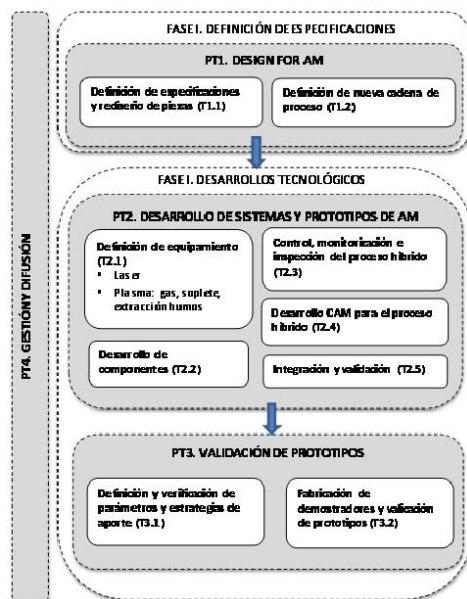 FASE I. DEFINICIÓN DE ESPECIFICACIONES
PT1. DESIGN FOR AM
Definición de especificaciones
y rediseño de piezas (T1.1)
Definición de nueva cadena de
proceso (T1.2)
FASE I. DESARROLLOS TECNOLÓGICOS
PT2. DESARROLLO DE SISTEMAS Y PROTOTIPOS DE AM
Definición de equipamiento
(T2.1)
• Laser
• Plasma: gas, soplete,
extracción humos
Desarrollo de
componentes (T2.2)
Control, monitorización e
inspección del proceso híbrido
(T2.3)
Desarrollo CAM para el proceso
híbrido (T2.4)
Integración y validación (T2.5)
PT3. VALIDACIÓN DE PROTOTIPOS
Definición y verificación de
parámetros y estrategias de
aporte (T3.1)
Fabricación de
demostradores y validación
de prototipos (T3.2)
PT4. GESTIÓN Y DIFUSIÓN